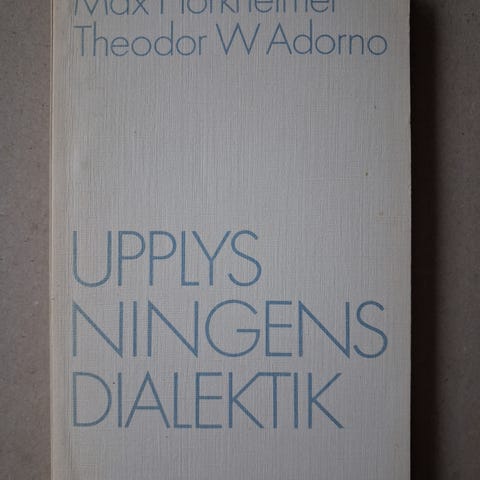 Max Horkheimer
Theodor W Adorno
UPPLYS
NINGENS
DIALEKTIK